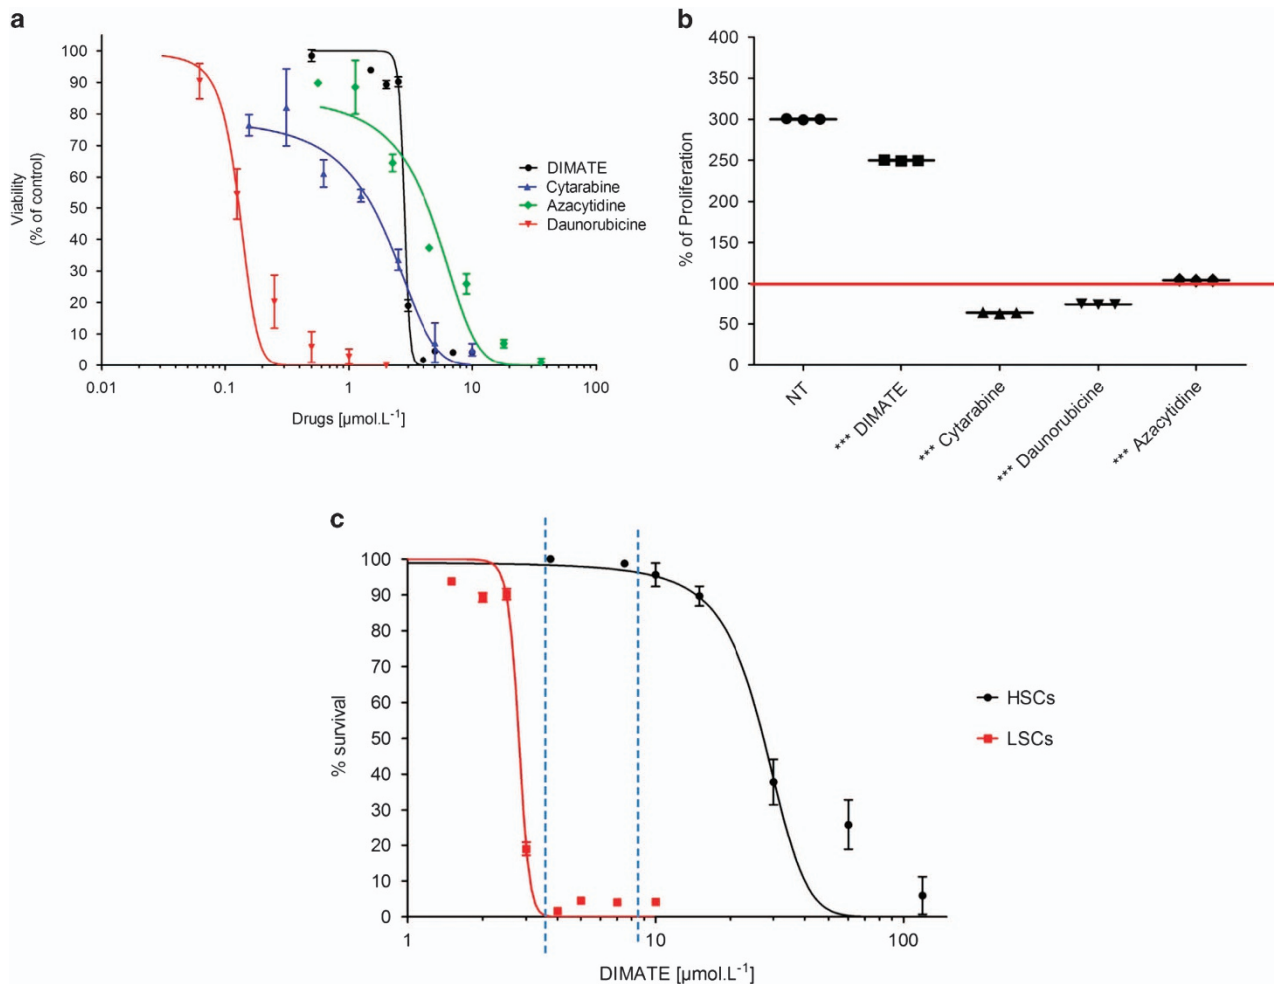 a
100
90
80
70
60
50
40
30
20
10
0
Viability
(% of control)
0.01
0.1
1
10
100
Drugs [µmol.L-1]
DIMATE
Cytarabine
Azacytidine
Daunorubicine
b
400
350
300
250
200
150
100
50
0
% of Proliferation
NT
*** DIMATE
*** Cytarabine
*** Daunorubicine
*** Azacytidine
c
100
90
80
70
60
50
40
30
20
10
0
% survival
1
10
100
DIMATE [µmol.L-1]
HSCs
LSCs